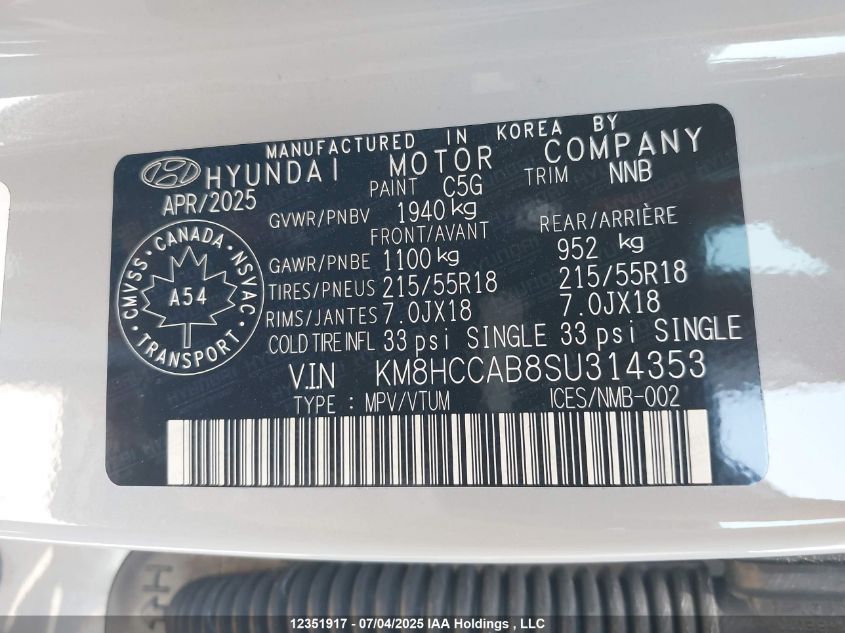 MANUFACTURED IN KOREA BY
HYUNDAI MOTOR COMPANY
APR/2025 PAINT C5G TRIM NNB
GVWR/PNBV 1940 kg
FRONT/AVANT REAR/ARRIÈRE
GAWR/PNBE 1100 kg 952 kg
TIRES/PNEUS 215/55R18 215/55R18
RIMS/JANTES 7.0JX18 7.0JX18
COLD TIRE INFL 33 psi SINGLE 33 psi SINGLE
V.I.N KM8HCCAB8SU314353
TYPE : MPV/VTUM ICES/NMB-002
CMVSS · CANADA · NSVAC
A54
TRANSPORT
12351917 - 07/04/2025 IAA Holdings , LLC